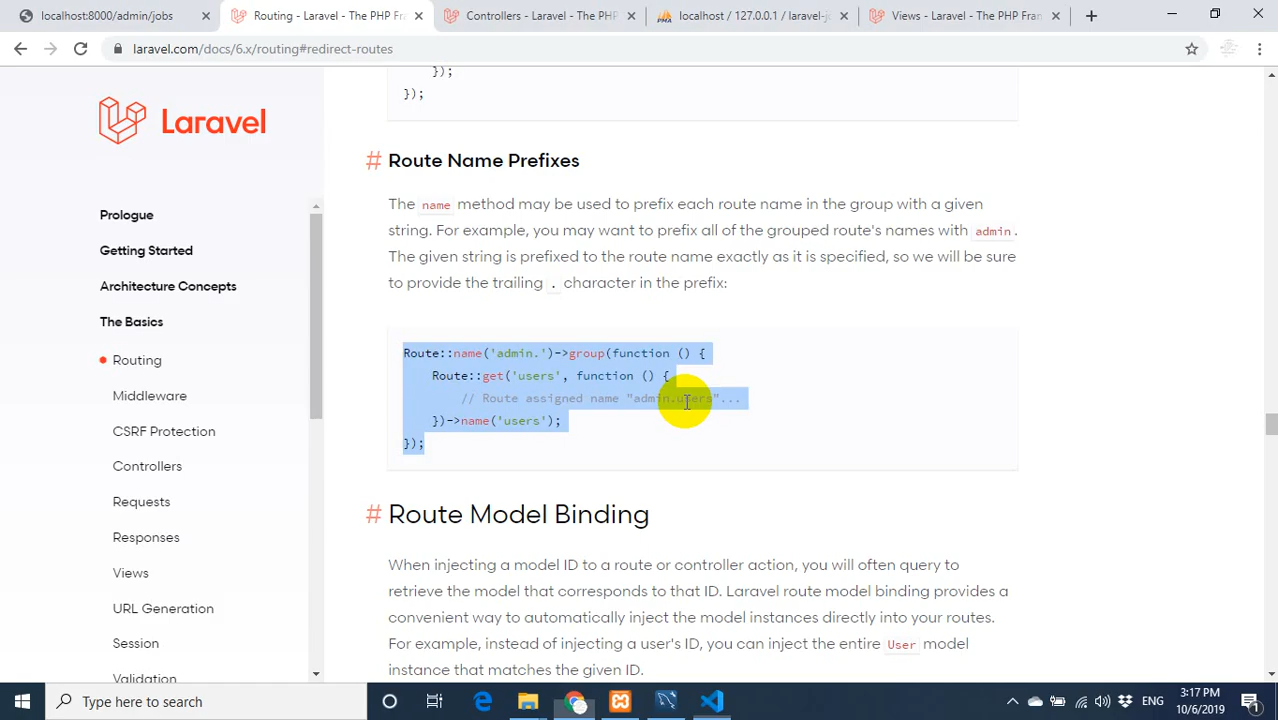 localhost:8000/admin/jobs
Routing - Laravel - The PHP Fra
Controllers - Laravel - The PHP
localhost / 127.0.0.1 / laravel-jo
Views - Laravel - The PHP Fram
laravel.com/docs/6.x/routing#redirect-routes
Laravel
Prologue
Getting Started
Architecture Concepts
The Basics
Routing
Middleware
CSRF Protection
Controllers
Requests
Responses
Views
URL Generation
Session
Validation
});
});
# Route Name Prefixes
The name method may be used to prefix each route name in the group with a given
string. For example, you may want to prefix all of the grouped route's names with admin.
The given string is prefixed to the route name exactly as it is specified, so we will be sure
to provide the trailing . character in the prefix:
Route::name('admin.')->group(function () {
Route::get('users', function () {
// Route assigned name "admin.users"...
})->name('users');
});
# Route Model Binding
When injecting a model ID to a route or controller action, you will often query to
retrieve the model that corresponds to that ID. Laravel route model binding provides a
convenient way to automatically inject the model instances directly into your routes.
For example, instead of injecting a user's ID, you can inject the entire User model
instance that matches the given ID.
Type here to search
ENG
3:17 PM
10/6/2019
1